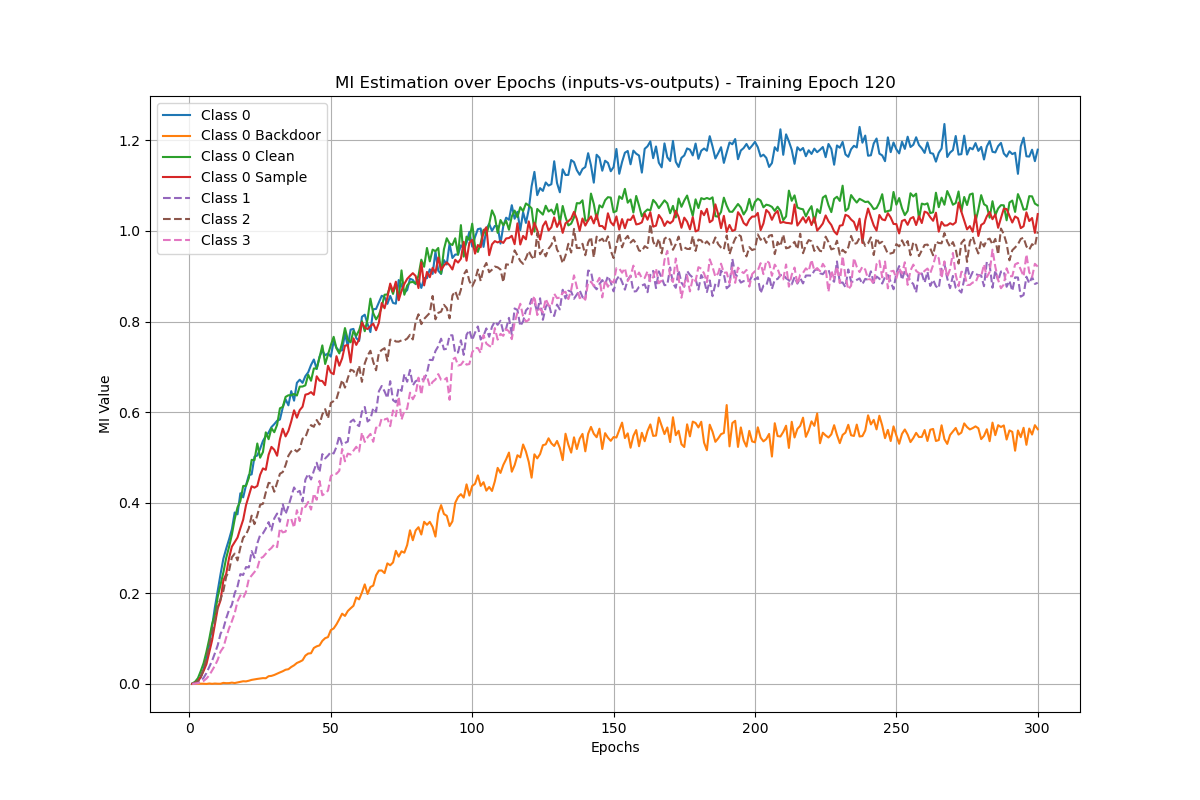 MI Estimation over Epochs (inputs-vs-outputs) - Training Epoch 120
Class 0
Class 0 Backdoor
Class 0 Clean
Class 0 Sample
Class 1
Class 2
Class 3
MI Value
1.2
1.0
0.8
0.6
0.4
0.2
0.0
0 50 100 150 200 250 300
Epochs